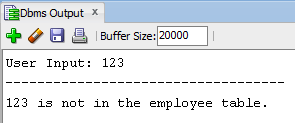 Dbms Output x
Buffer Size: 20000
User Input: 123
-----------------------------------
123 is not in the employee table.